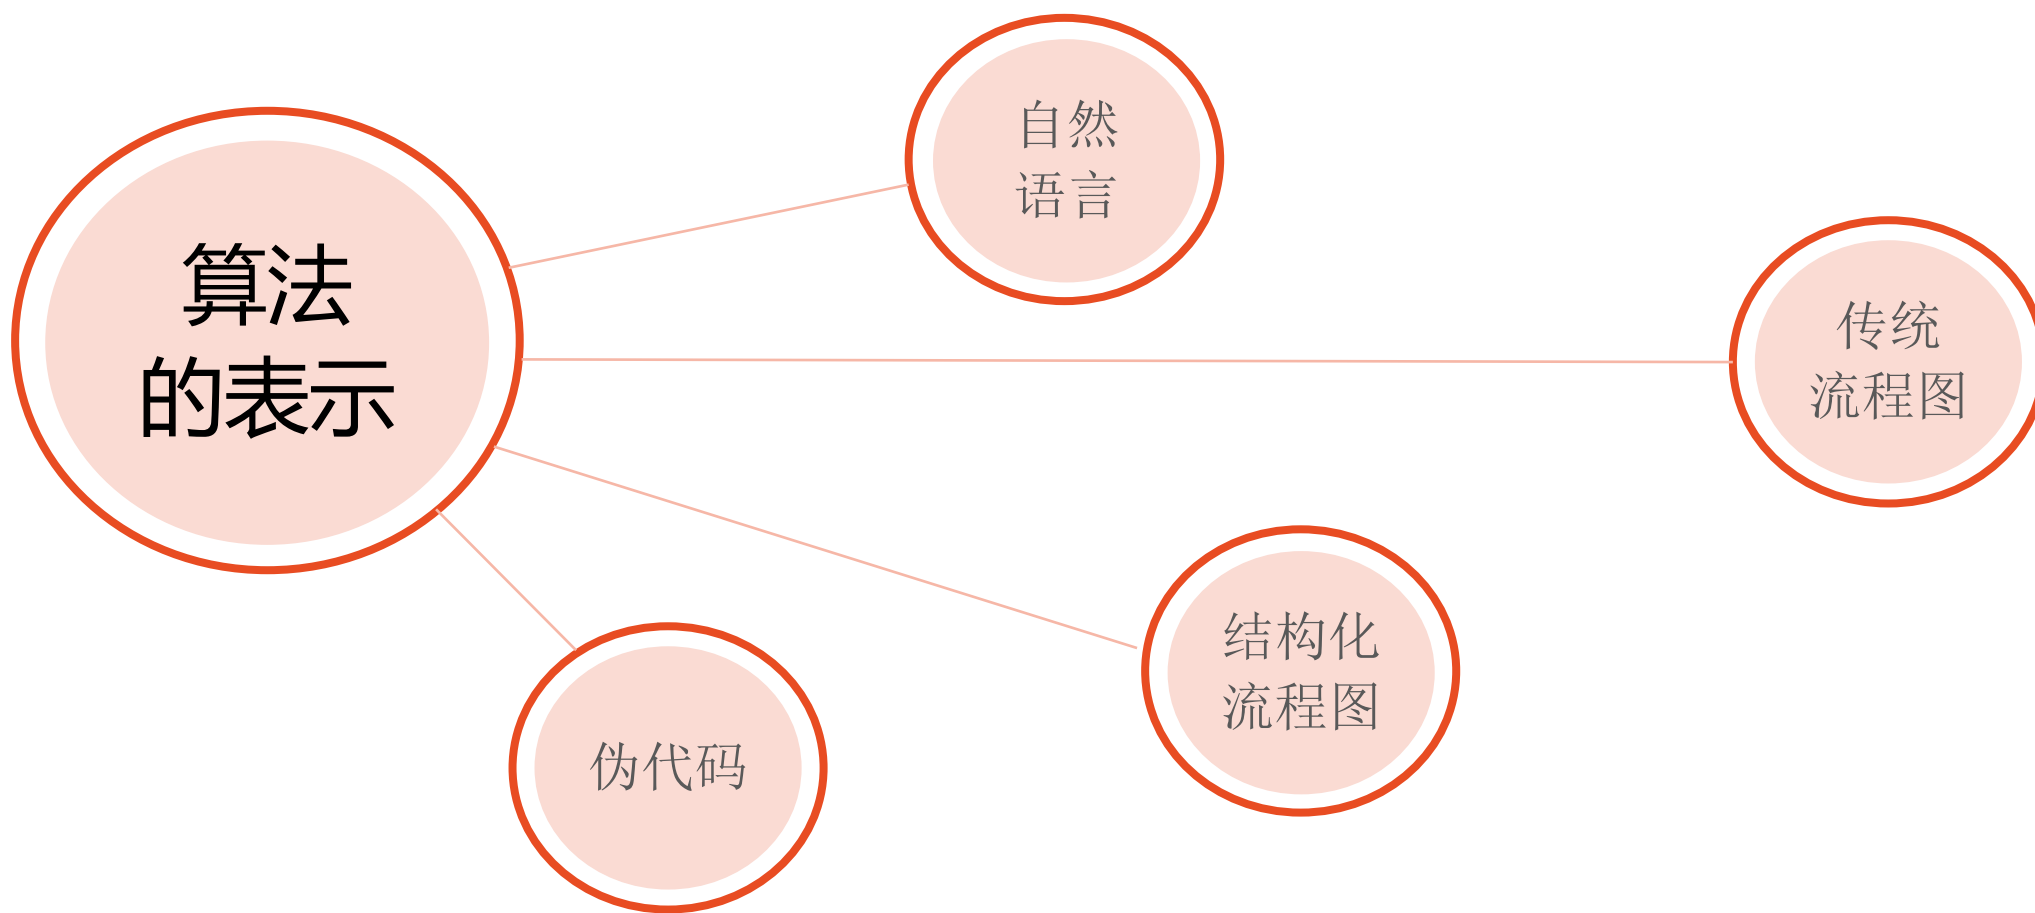 算法
的表示
自然
语言
传统
流程图
结构化
流程图
伪代码